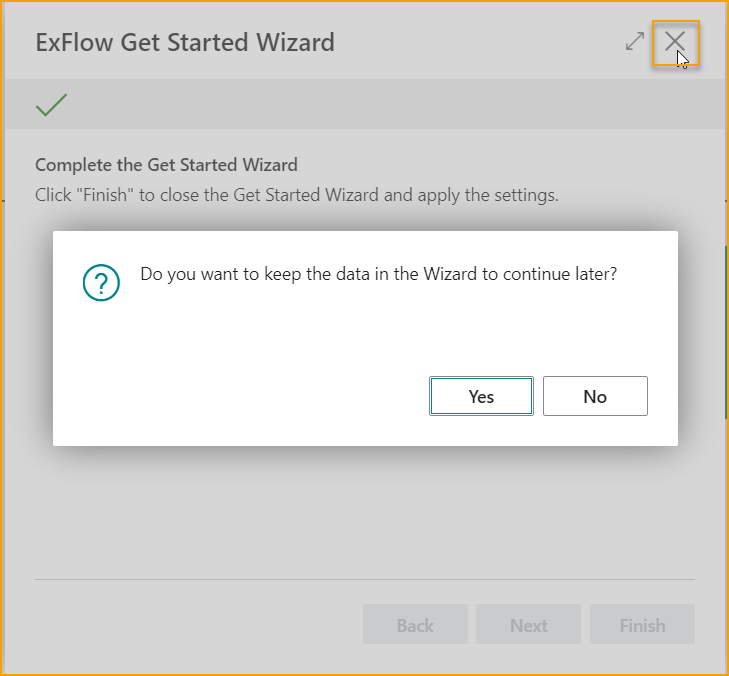 ExFlow Get Started Wizard
Complete the Get Started Wizard
Click "Finish" to close the Get Started Wizard and apply the settings.
?
Do you want to keep the data in the Wizard to continue later?
Yes
No
Back
Next
Finish